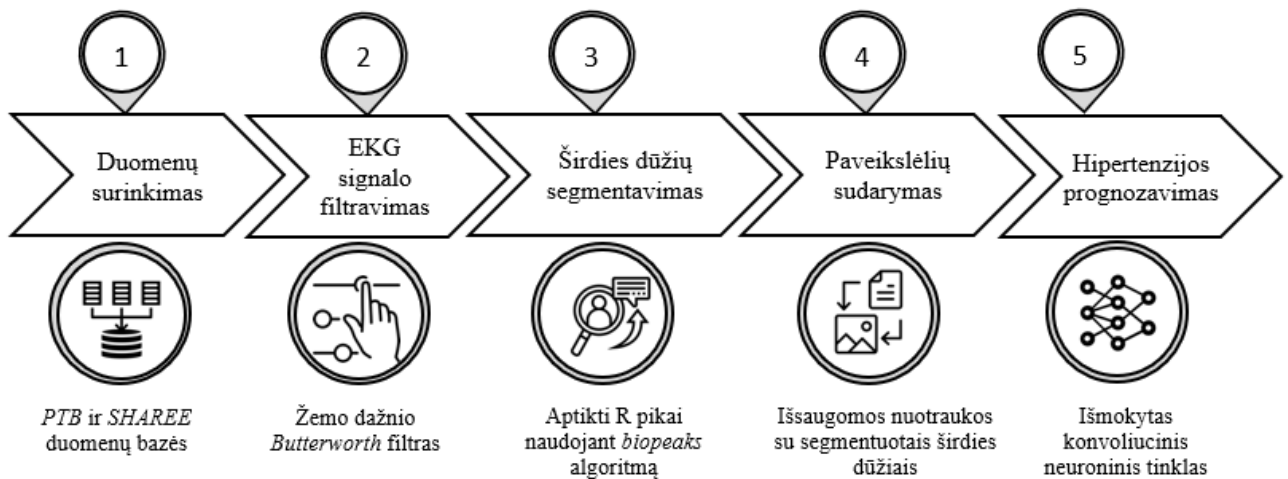 1
2
3
4
5
Duomenų
surinkimas
EKG
signalo
filtravimas
Širdies dūžių
segmentavimas
Paveikslėlių
sudarymas
Hipertenzijos
prognozavimas
PTB ir SHAREE
duomenų bazės
Žemo dažnio
Butterworth filtras
Aptikti R pikai
naudojant biopeaks
algoritmą
Išsaugomos nuotraukos
su segmentuotais širdies
dūžiais
Išmokytas
konvoliucinis
neuroninis tinklas